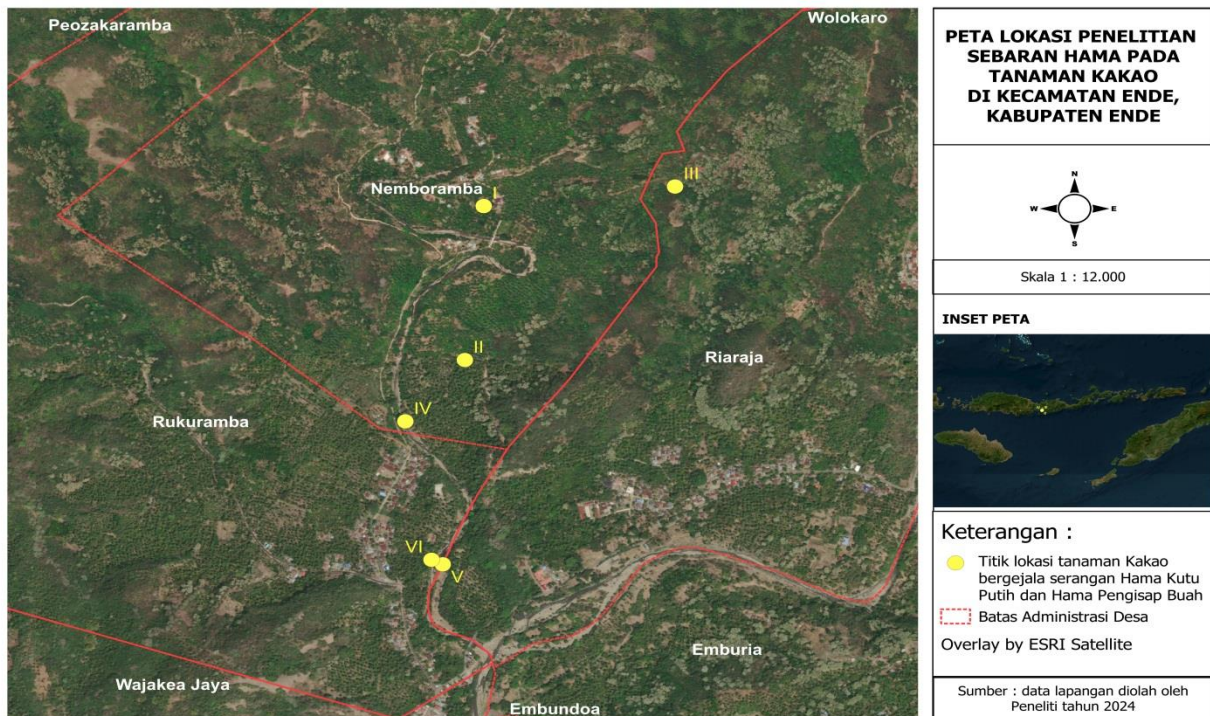 Peozakaramba
Wolokaro
Nemboramba
I
III
II
Riaraja
IV
Rukuramba
VI
V
Emburia
Wajakea Jaya
Embundoa
PETA LOKASI PENELITIAN
SEBARAN HAMA PADA
TANAMAN KAKAO
DI KECAMATAN ENDE,
KABUPATEN ENDE
N
W
E
S
Skala 1 : 12.000
INSET PETA
Keterangan :
Titik lokasi tanaman Kakao
bergejala serangan Hama Kutu
Putih dan Hama Pengisap Buah
Batas Administrasi Desa
Overlay by ESRI Satellite
Sumber : data lapangan diolah oleh
Peneliti tahun 2024